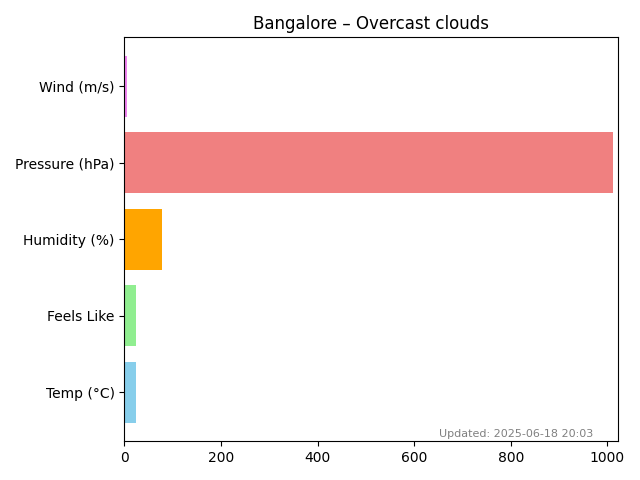 Bangalore – Overcast clouds
Wind (m/s)
Pressure (hPa)
Humidity (%)
Feels Like
Temp (°C)
Updated: 2025-06-18 20:03
0 200 400 600 800 1000